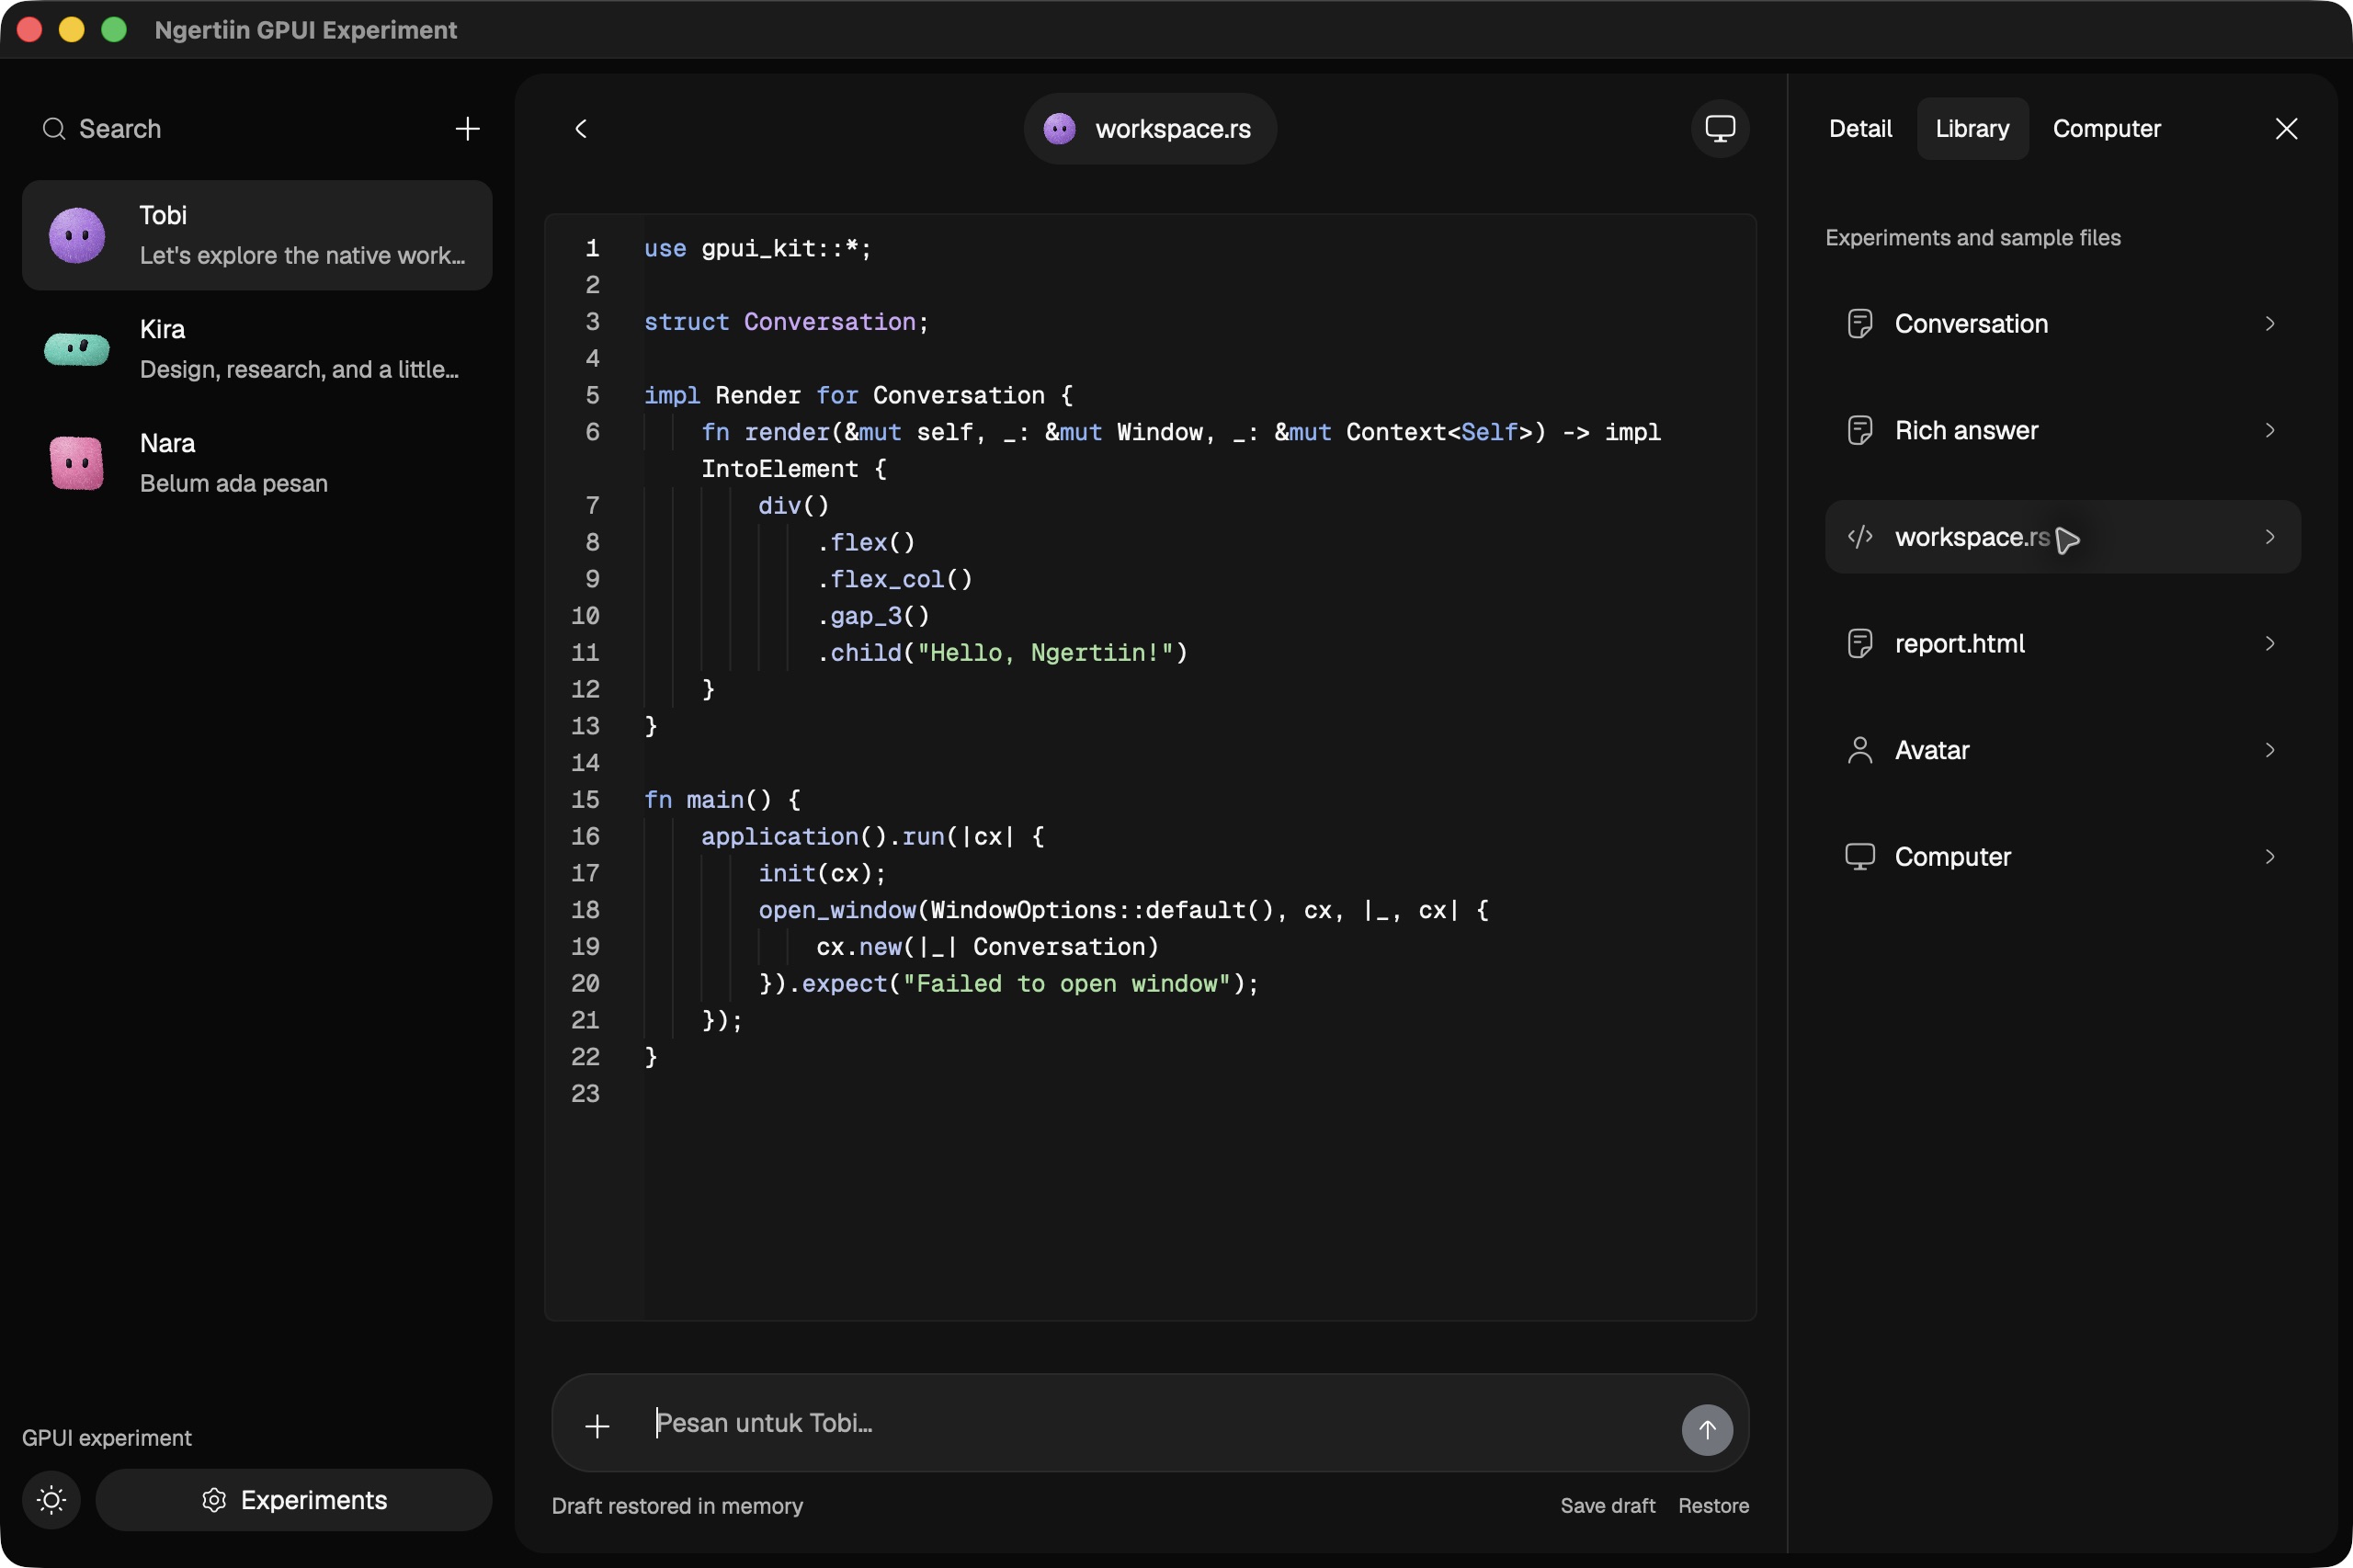 Ngertiin GPUI Experiment
Search
Tobi
Let's explore the native work...
Kira
Design, research, and a little...
Nara
Belum ada pesan
GPUI experiment
Experiments
workspace.rs
1 use gpui_kit::*;
2
3 struct Conversation;
4
5 impl Render for Conversation {
6     fn render(&mut self, _: &mut Window, _: &mut Context<Self>) -> impl
    IntoElement {
7         div()
8             .flex()
9             .flex_col()
10             .gap_3()
11             .child("Hello, Ngertiin!")
12     }
13 }
14
15 fn main() {
16     application().run(|cx| {
17         init(cx);
18         open_window(WindowOptions::default(), cx, |_, cx| {
19             cx.new(|_| Conversation)
20         }).expect("Failed to open window");
21     });
22 }
23
Pesan untuk Tobi...
Draft restored in memory
Save draft Restore
Detail Library Computer
Experiments and sample files
Conversation
Rich answer
workspace.rs
report.html
Avatar
Computer